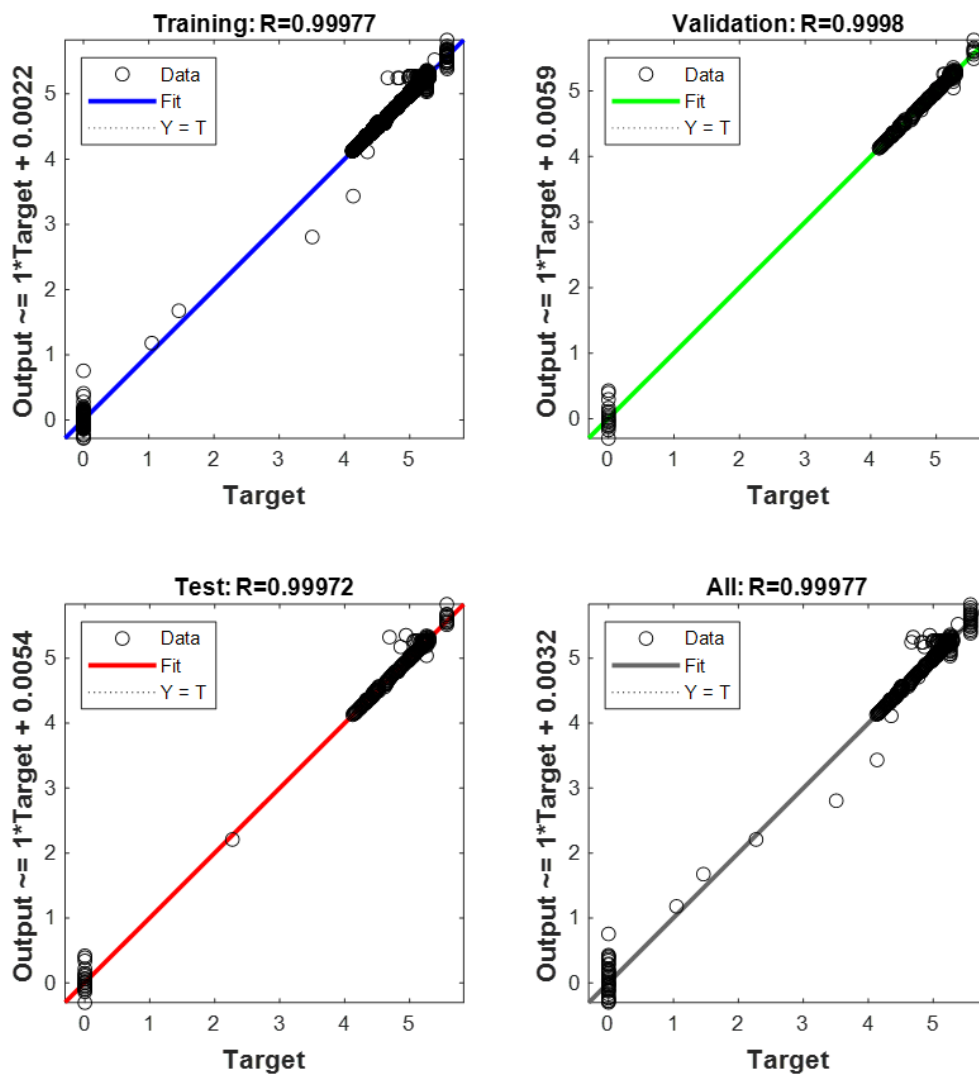 Training: R=0.99977
Output ~= 1*Target + 0.0022
Data
Fit
Y = T
5
4
3
2
1
0
0 1 2 3 4 5
Target
Validation: R=0.9998
Output ~= 1*Target + 0.0059
Data
Fit
Y = T
5
4
3
2
1
0
0 1 2 3 4 5
Target
Test: R=0.99972
Output ~= 1*Target + 0.0054
Data
Fit
Y = T
5
4
3
2
1
0
0 1 2 3 4 5
Target
All: R=0.99977
Output ~= 1*Target + 0.0032
Data
Fit
Y = T
5
4
3
2
1
0
0 1 2 3 4 5
Target